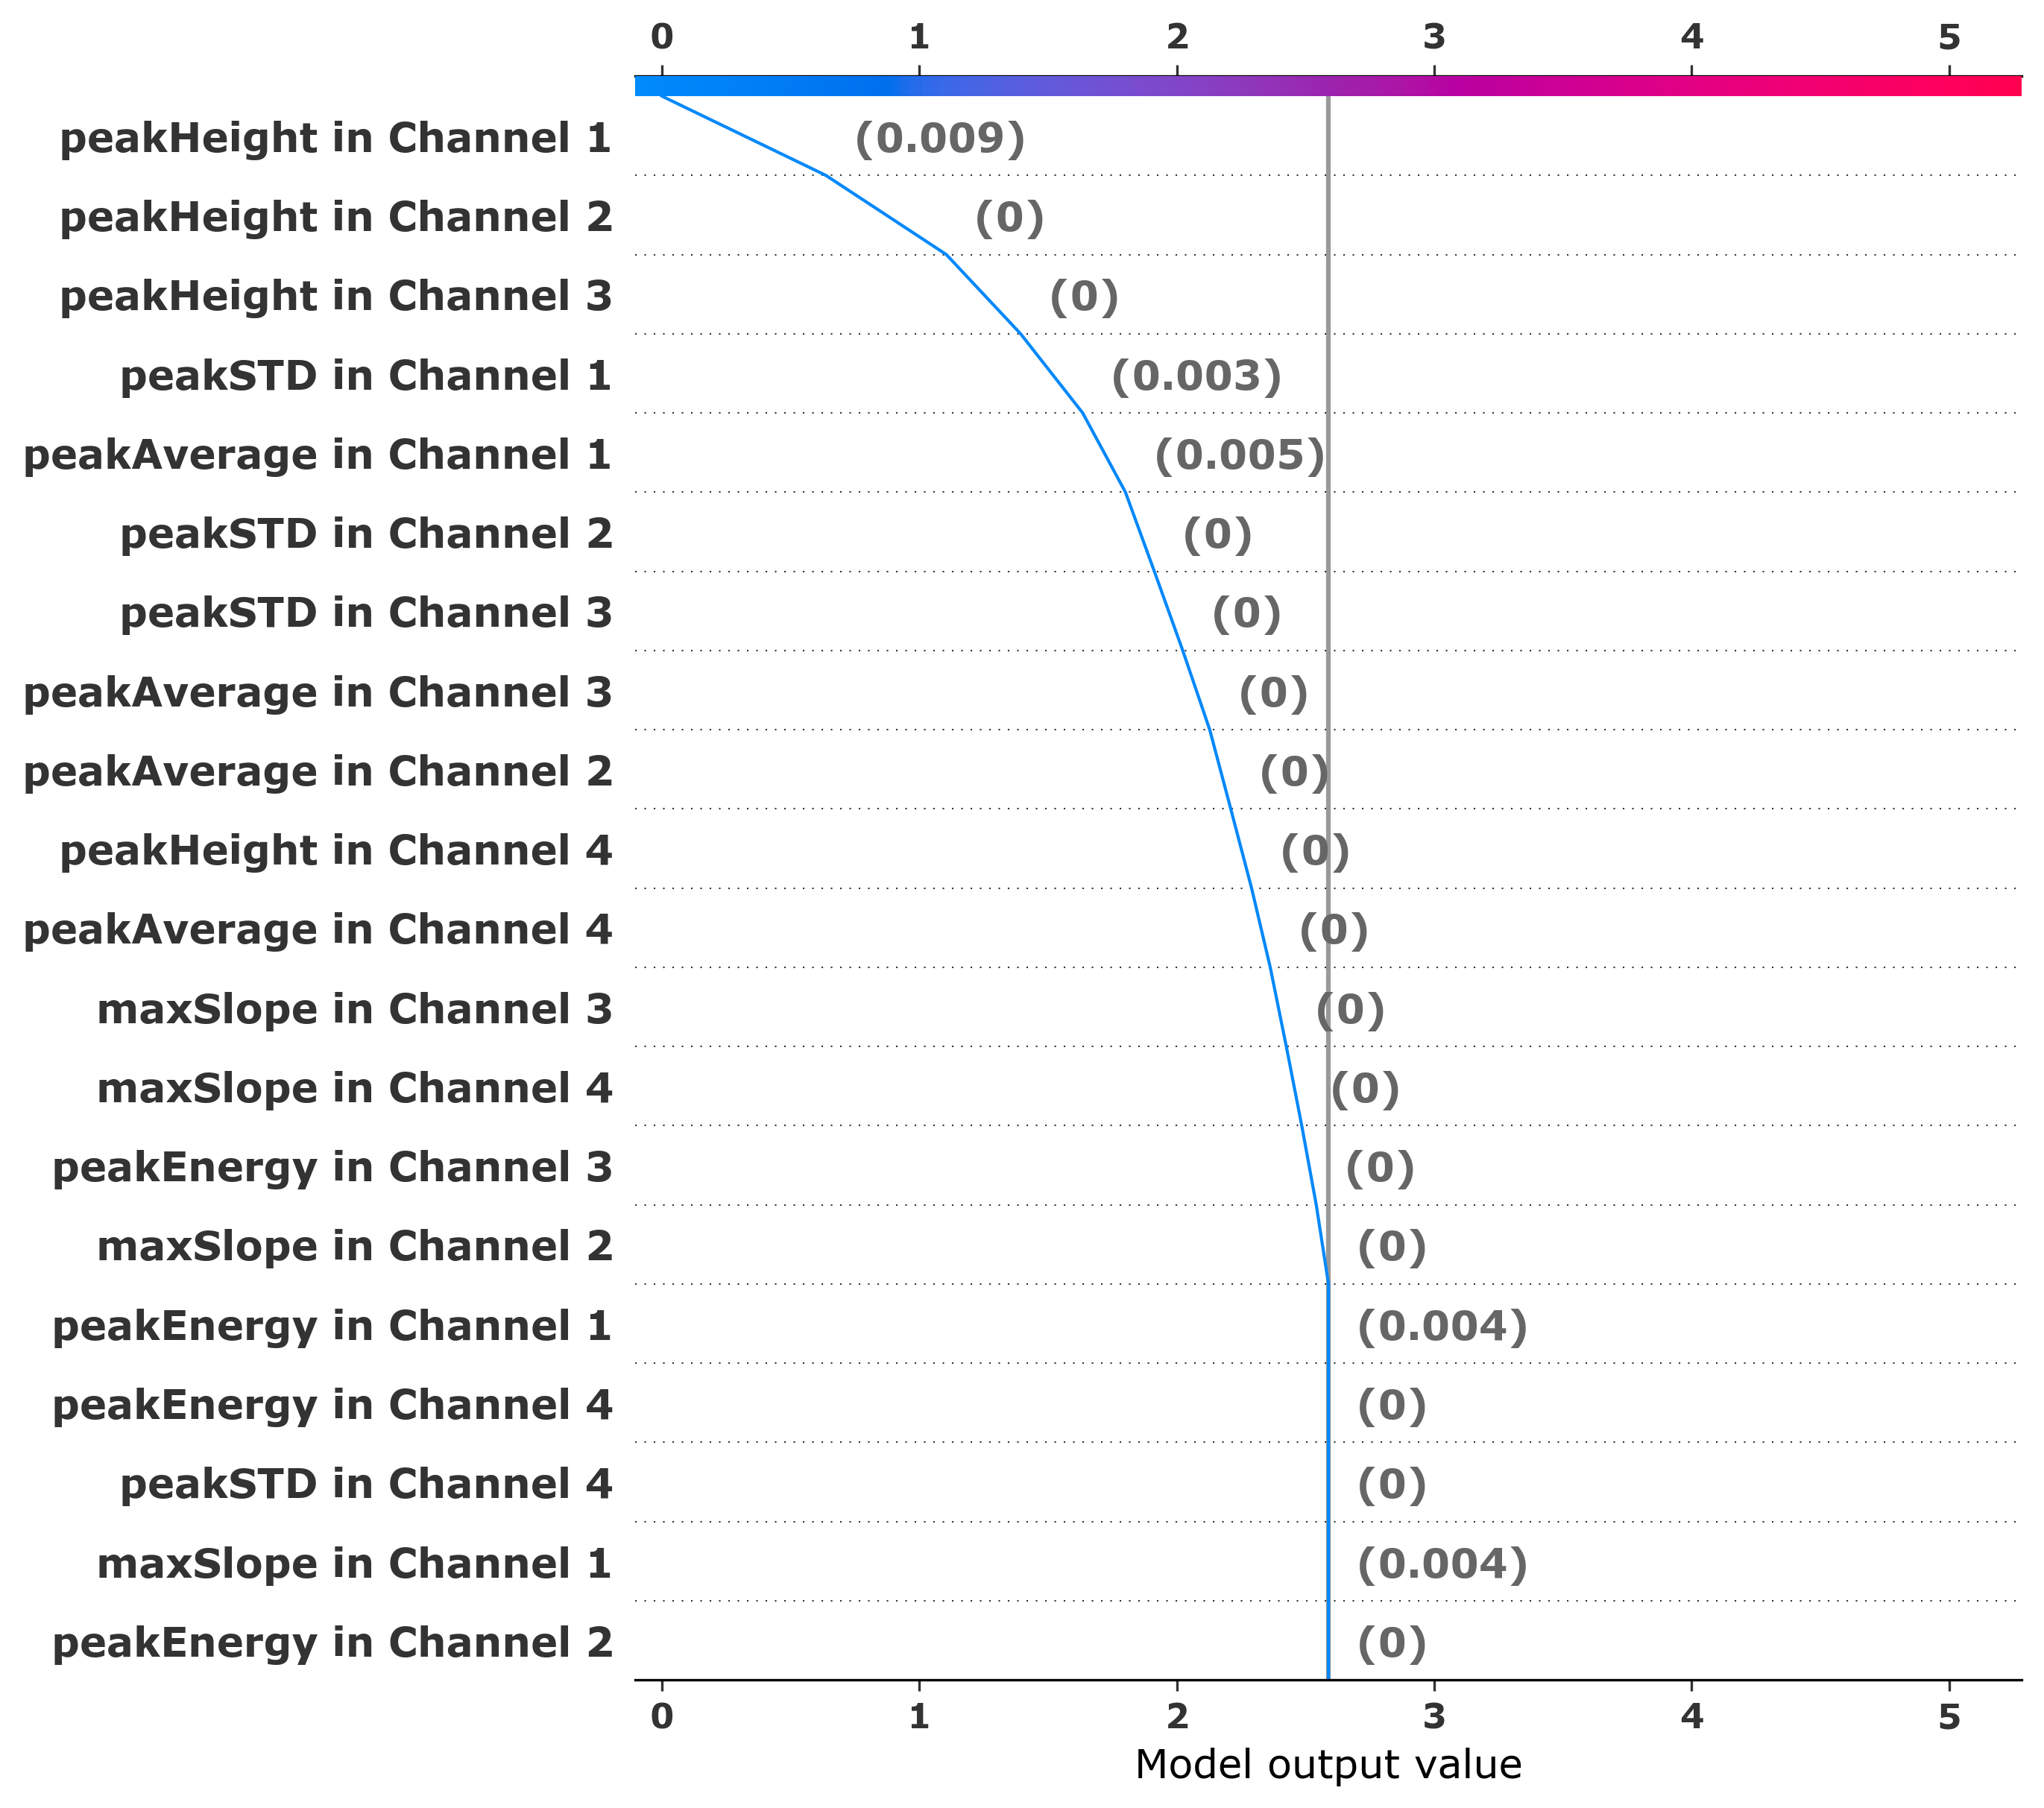 0 1 2 3 4 5
peakHeight in Channel 1 (0.009)
peakHeight in Channel 2 (0)
peakHeight in Channel 3 (0)
peakSTD in Channel 1 (0.003)
peakAverage in Channel 1 (0.005)
peakSTD in Channel 2 (0)
peakSTD in Channel 3 (0)
peakAverage in Channel 3 (0)
peakAverage in Channel 2 (0)
peakHeight in Channel 4 (0)
peakAverage in Channel 4 (0)
maxSlope in Channel 3 (0)
maxSlope in Channel 4 (0)
peakEnergy in Channel 3 (0)
maxSlope in Channel 2 (0)
peakEnergy in Channel 1 (0.004)
peakEnergy in Channel 4 (0)
peakSTD in Channel 4 (0)
maxSlope in Channel 1 (0.004)
peakEnergy in Channel 2 (0)
0 1 2 3 4 5
Model output value